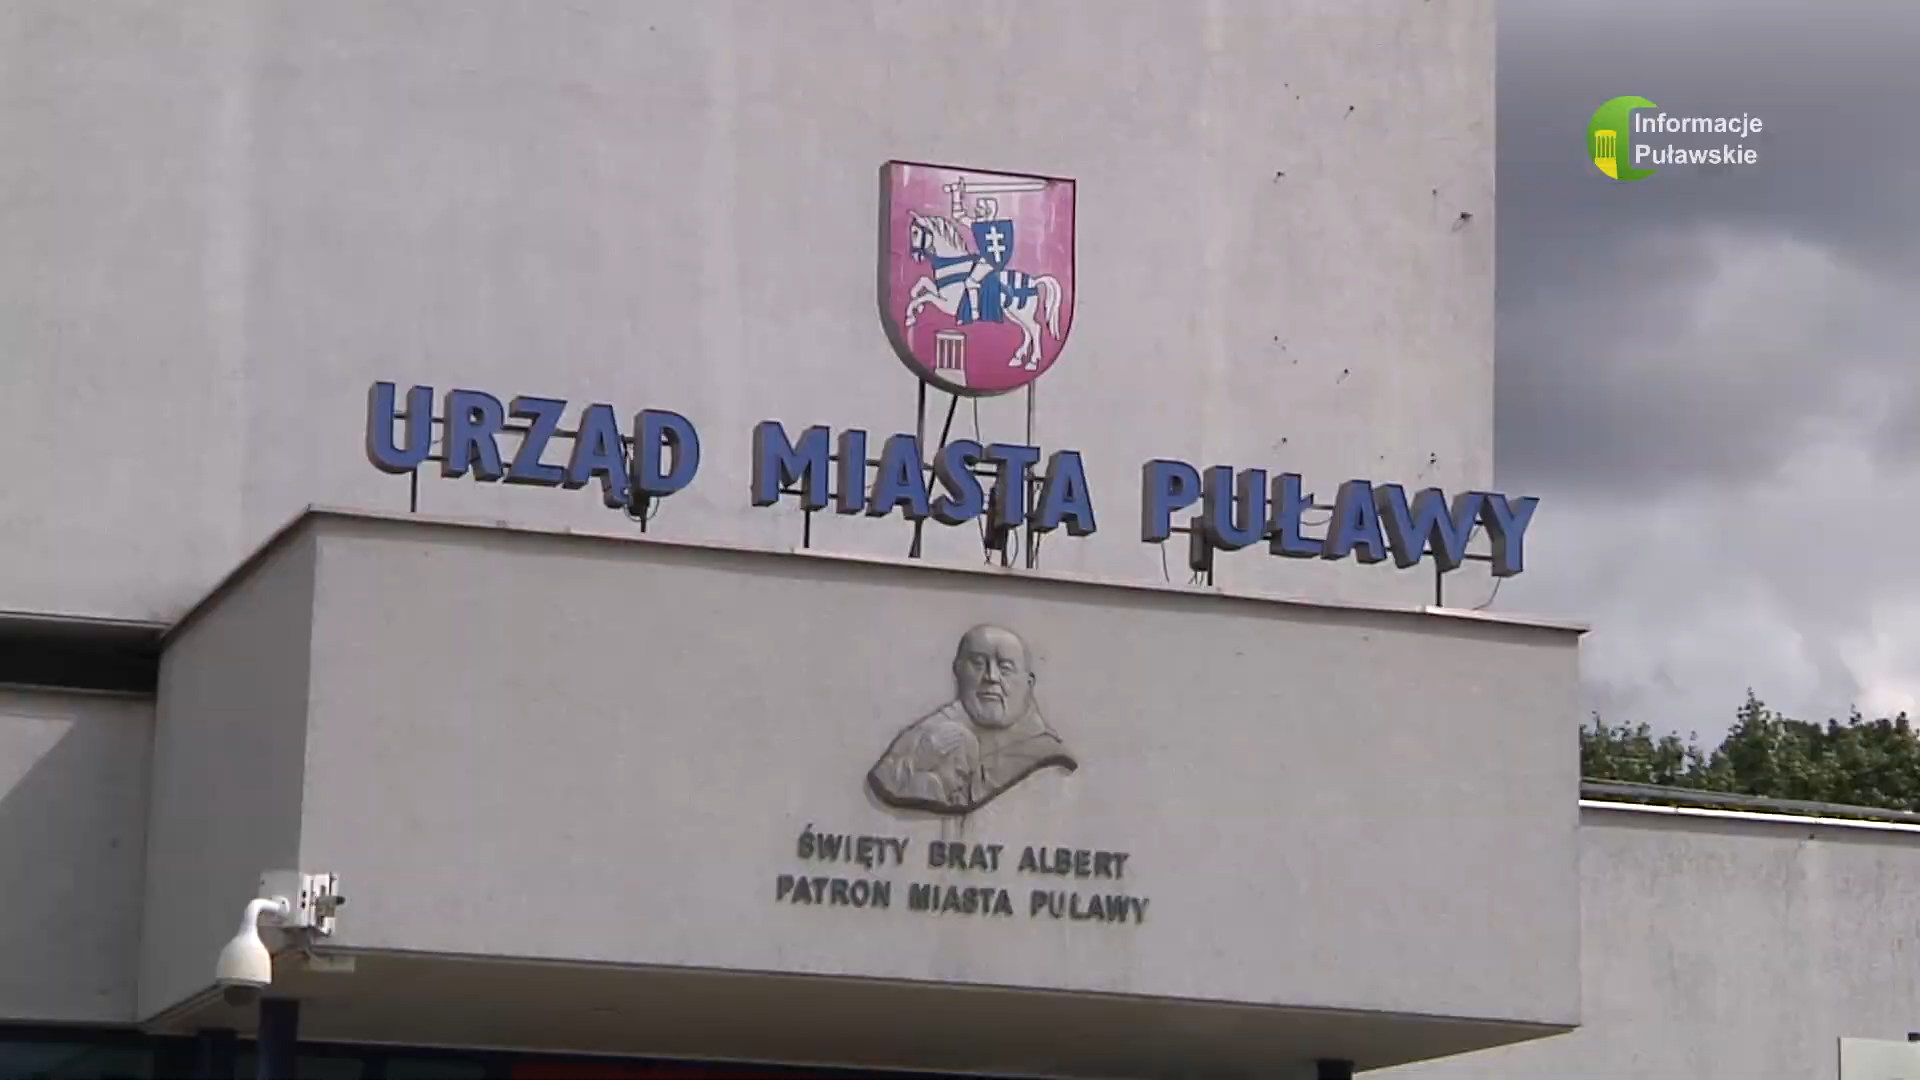 Informacje
Puławskie
URZĄD MIASTA PUŁAWY
ŚWIĘTY BRAT ALBERT
PATRON MIASTA PUŁAWY